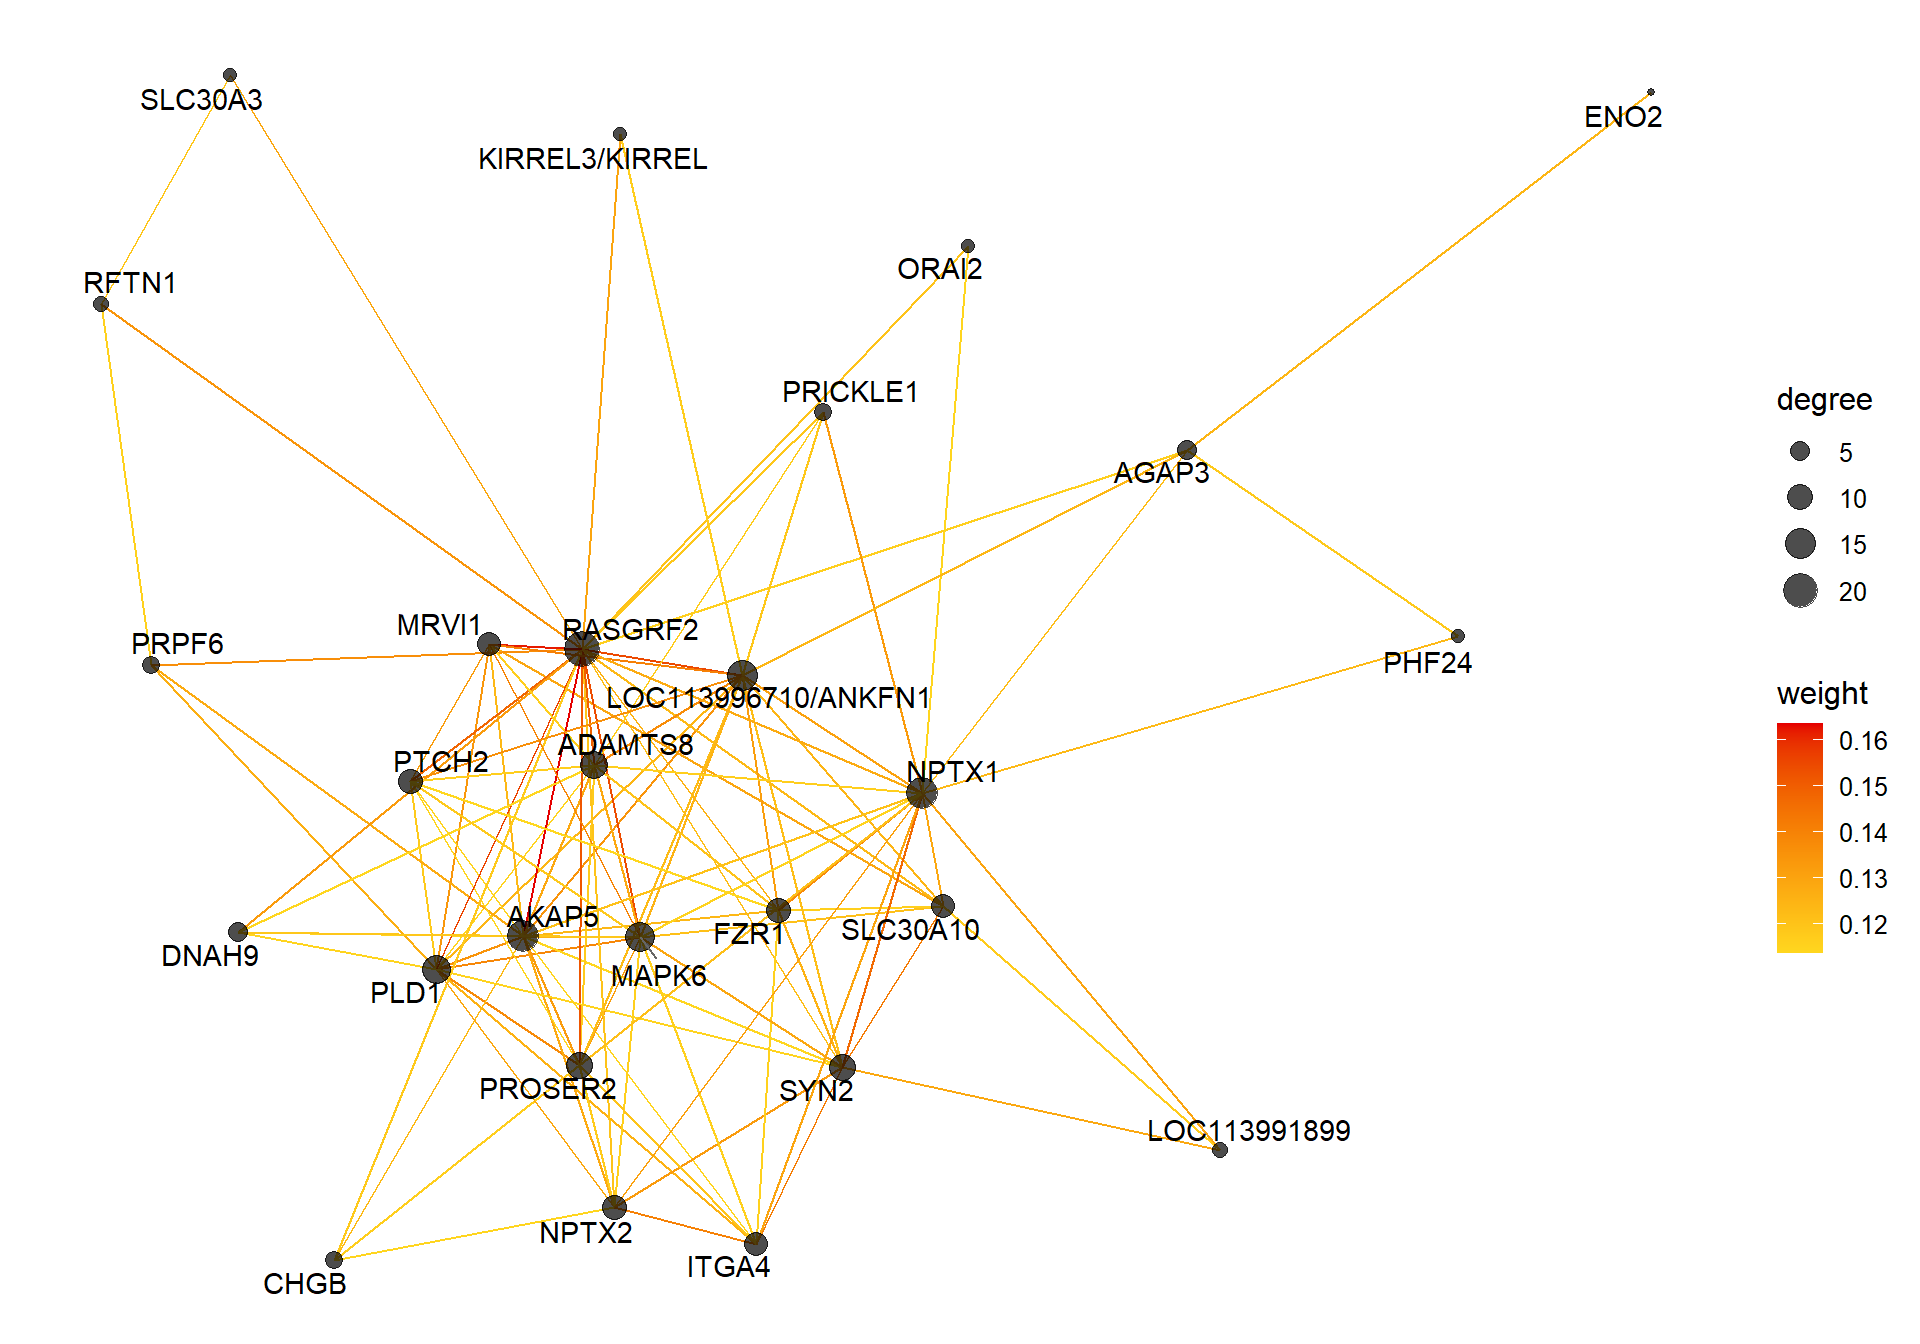 SLC30A3
ENO2
KIRREL3/KIRREL
ORAI2
RFTN1
PRICKLE1
AGAP3
MRVI1
RASGRF2
PRPF6
PHF24
LOC113996710/ANKFN1
ADAMTS8
PTCH2
NPTX1
AKAP5
FZR1
SLC30A10
DNAH9
MAPK6
PLD1
PROSER2
SYN2
LOC113991899
NPTX2
ITGA4
CHGB
degree
5
10
15
20
weight
0.16
0.15
0.14
0.13
0.12